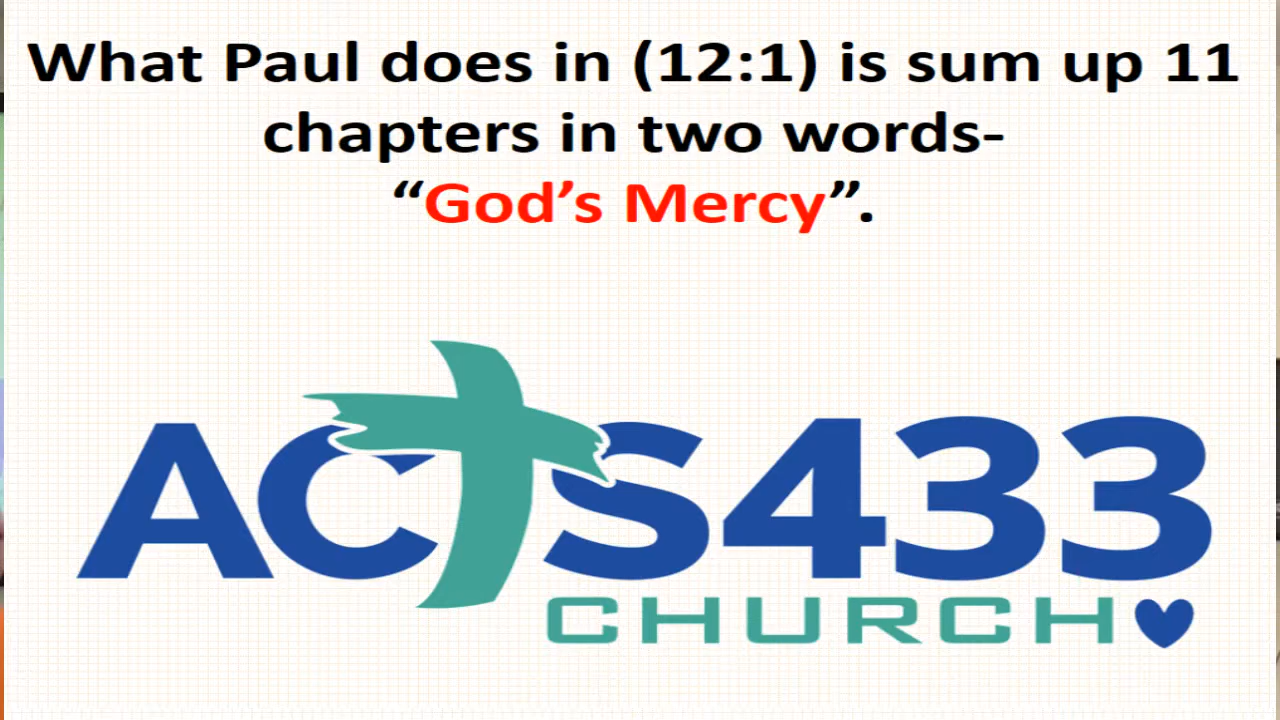 What Paul does in (12:1) is sum up 11
chapters in two words-
“God’s Mercy”.
ACTS433
CHURCH